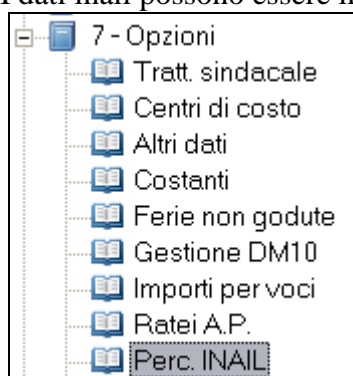 I dati inail possono essere i
7 - Opzioni
Tratt. sindacale
Centri di costo
Altri dati
Costanti
Ferie non godute
Gestione DM10
Importi per voci
Ratei A.P.
Perc. INAIL